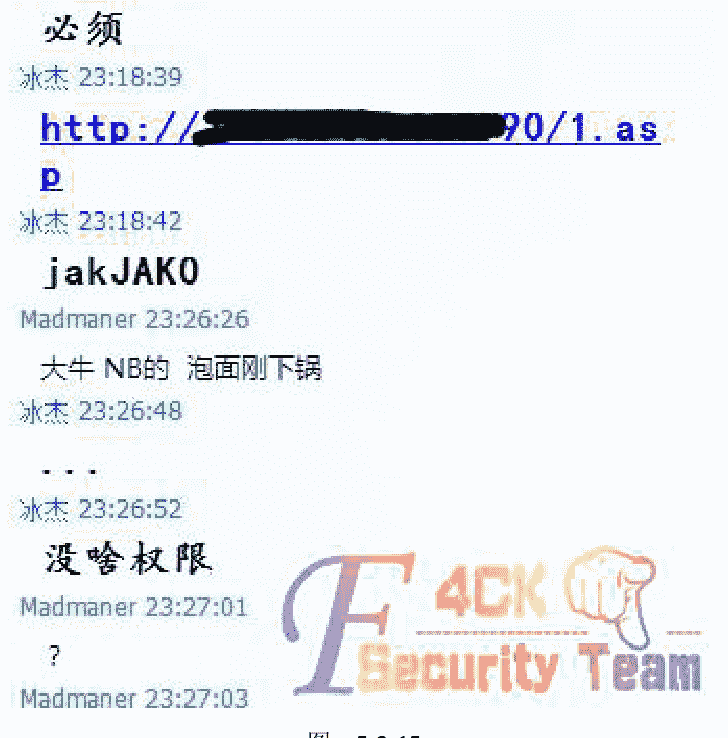 必须
冰杰 23:18:39
http://
90/1.as
p
冰杰 23:18:42
jakJAKO
Madmaner 23:26:26
大牛 NB的 泡面刚下锅
冰杰 23:26:48
...
冰杰 23:26:52
没啥权限
Madmaner 23:27:01
?
Madmaner 23:27:03
F4CK
Security Team